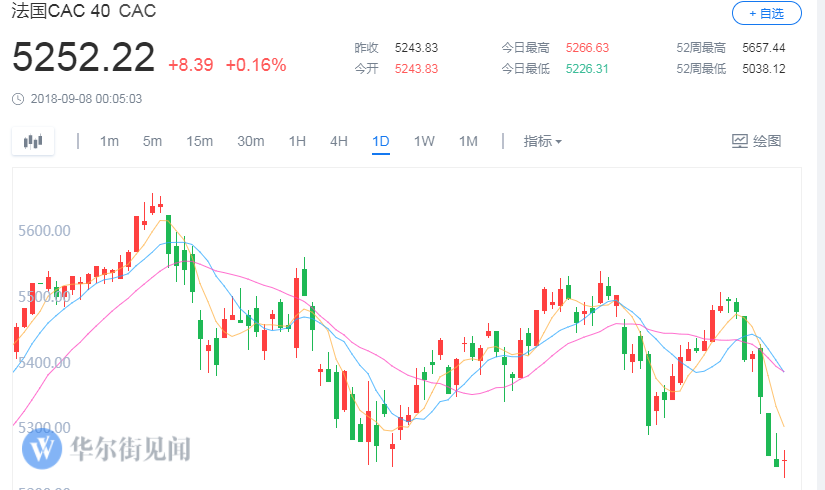 法国CAC 40 CAC
+ 自选
5252.22 +8.39 +0.16%
昨收 5243.83 今日最高 5266.63 52周最高 5657.44
今开 5243.83 今日最低 5226.31 52周最低 5038.12
2018-09-08 00:05:03
1m 5m 15m 30m 1H 4H 1D 1W 1M 指标 绘图
5600.00
5500.00
5400.00
5300.00
W 华尔街见闻